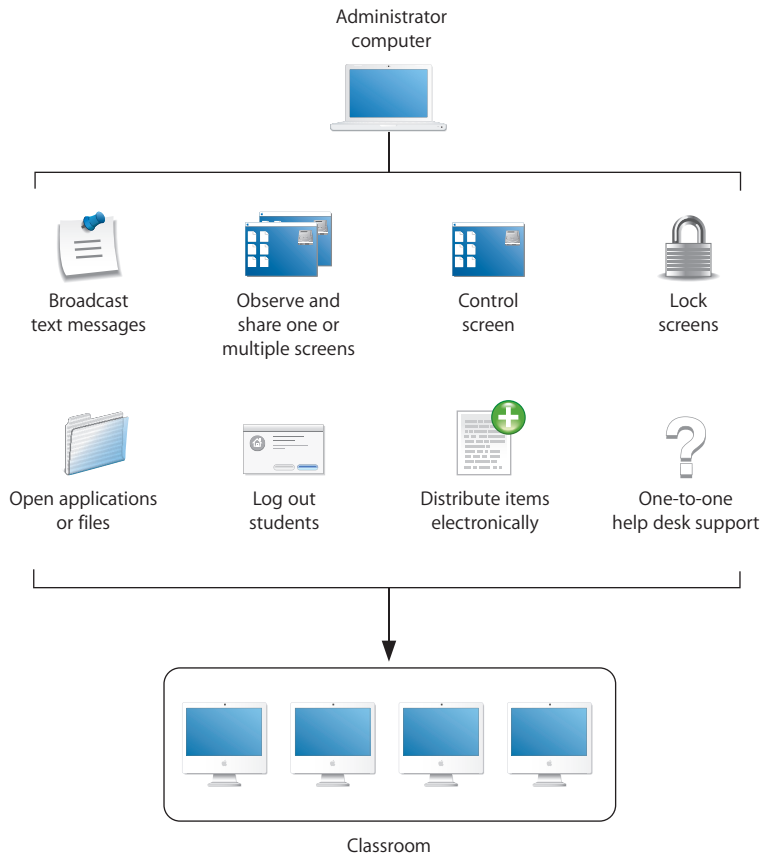 Administrator
computer
Broadcast
text messages
Observe and
share one or
multiple screens
Control
screen
Lock
screens
Open applications
or files
Log out
students
Distribute items
electronically
One-to-one
help desk support
Classroom